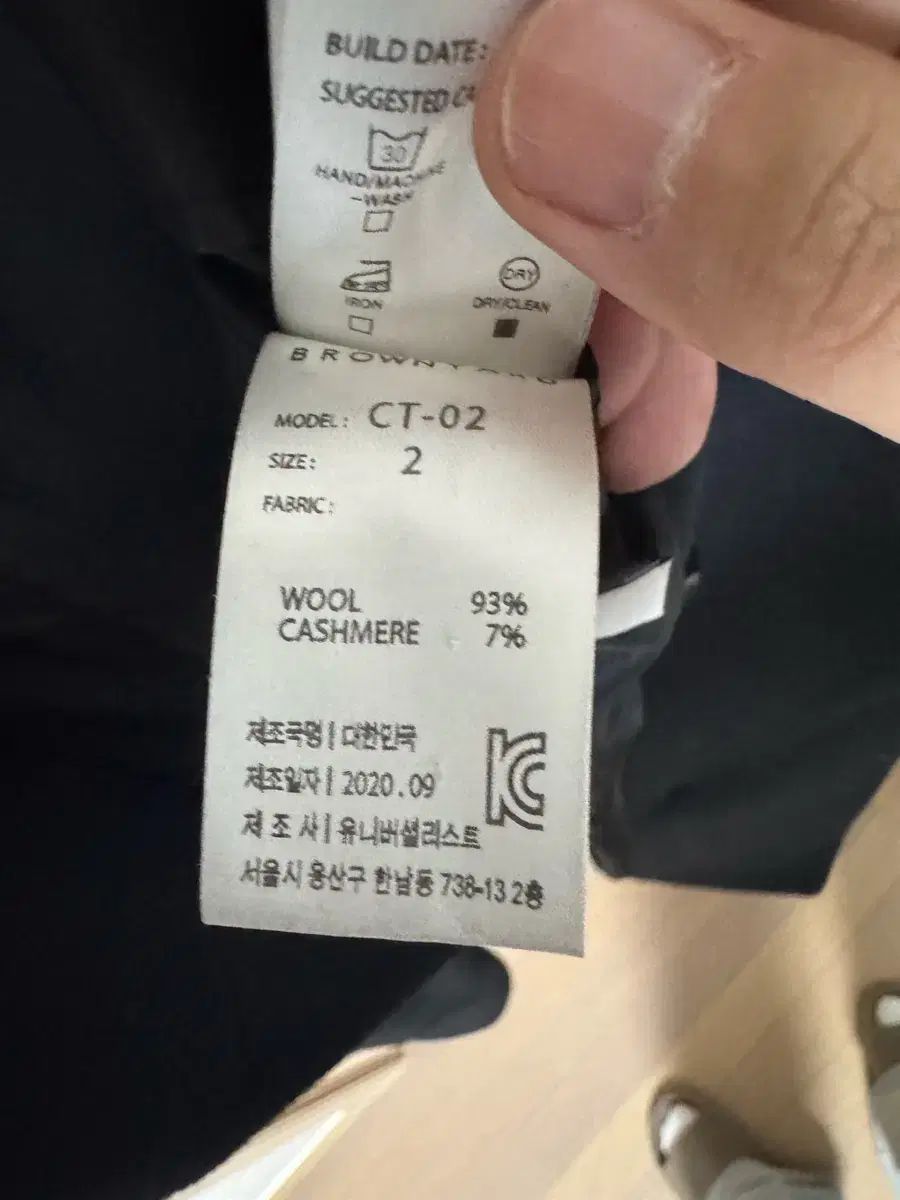 BUILD DATE:
SUGGESTED
30
HAND/MACHINE
-WASH
IRON
DRY
DRY/CLEAN
BROWNYARD
MODEL: CT-02
SIZE: 2
FABRIC:
WOOL 93%
CASHMERE 7%
제조국명 | 대한민국
제조일자 | 2020.09
제 조 사 | 유니버셜리스트
서울시 용산구 한남동 738-13 2층